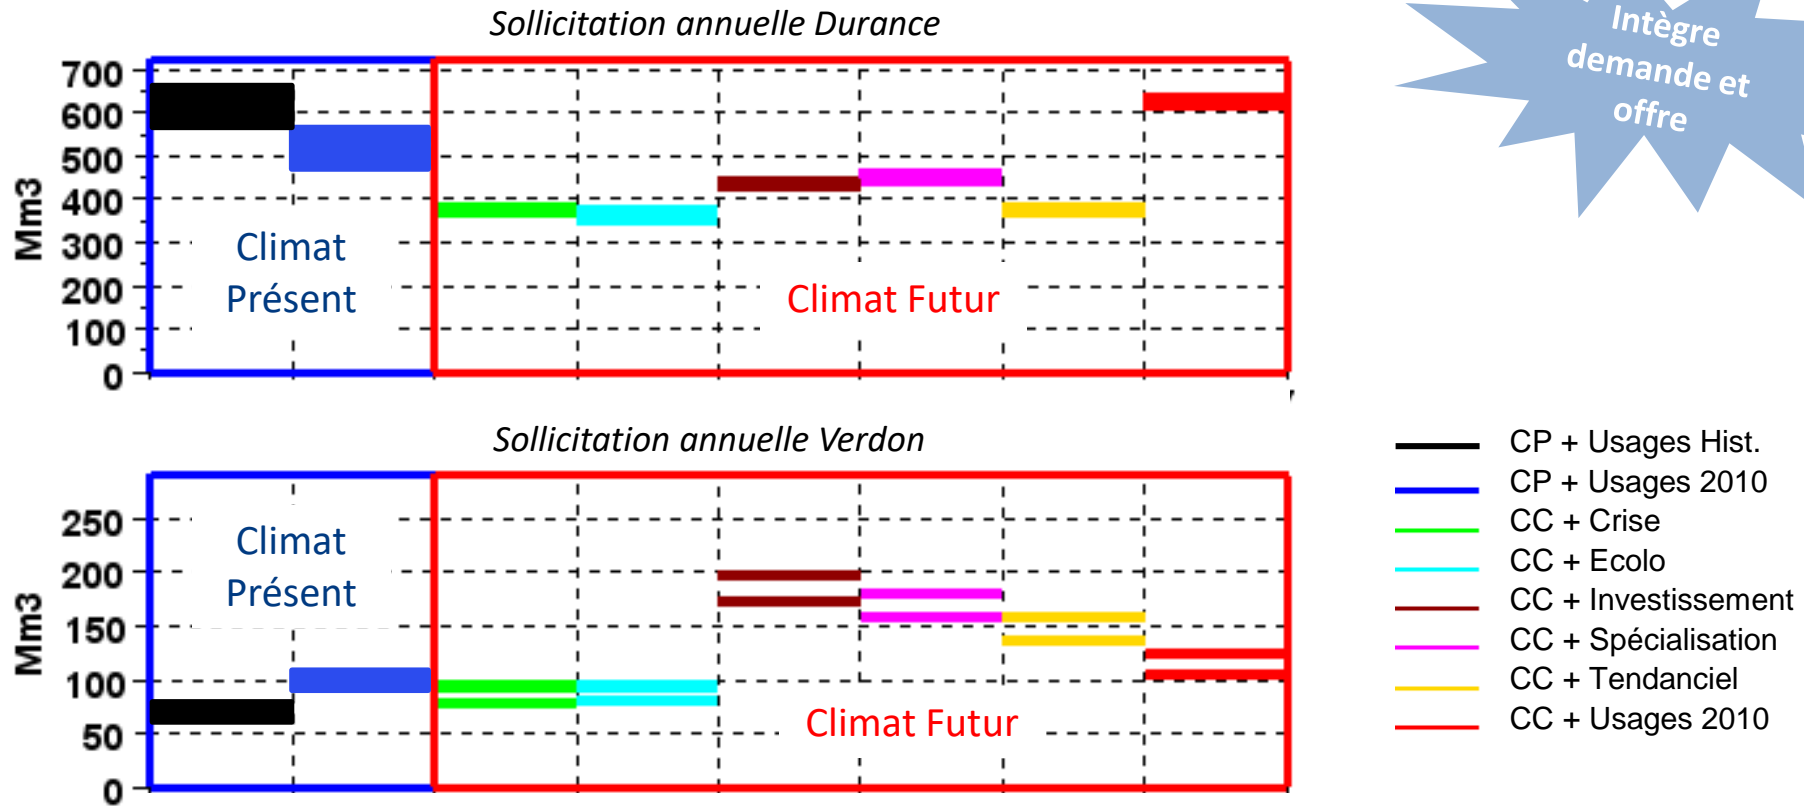 Sollicitation annuelle Durance
Intègre
demande et
offre
700
600
500
400
300
200
100
0
Mm3
Climat
Présent
Climat Futur
Sollicitation annuelle Verdon
250
200
150
100
50
0
Mm3
Climat
Présent
Climat Futur
CP + Usages Hist.
CP + Usages 2010
CC + Crise
CC + Ecolo
CC + Investissement
CC + Spécialisation
CC + Tendanciel
CC + Usages 2010